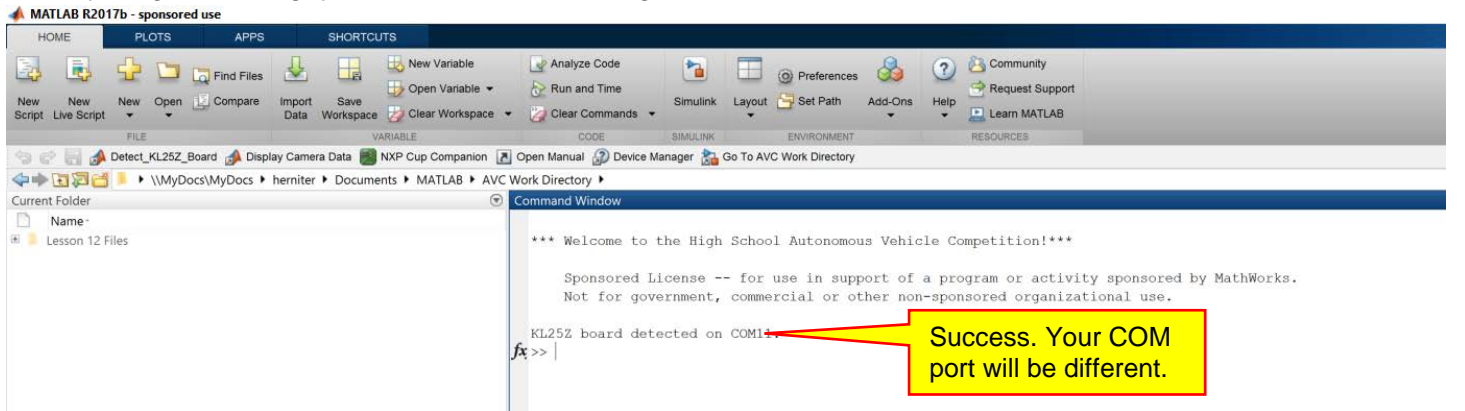 MATLAB R2017b - sponsored use
HOME PLOTS APPS SHORTCUTS
New Script
New Live Script
New
Open
Find Files
Compare
FILE
Import Data
Save Workspace
New Variable
Open Variable
Clear Workspace
VARIABLE
Analyze Code
Run and Time
Clear Commands
CODE
Simulink
SIMULINK
Layout
Preferences
Set Path
Add-Ons
ENVIRONMENT
Help
Community
Request Support
Learn MATLAB
RESOURCES
Detect_KL25Z_Board Display Camera Data NXP Cup Companion Open Manual Device Manager Go To AVC Work Directory
\\MyDocs\MyDocs herniter Documents MATLAB AVC Work Directory
Current Folder
Name
Lesson 12 Files
Command Window
*** Welcome to the High School Autonomous Vehicle Competition!***
Sponsored License -- for use in support of a program or activity sponsored by MathWorks.
Not for government, commercial or other non-sponsored organizational use.
KL25Z board detected on COM11.
fx >>
Success. Your COM
port will be different.